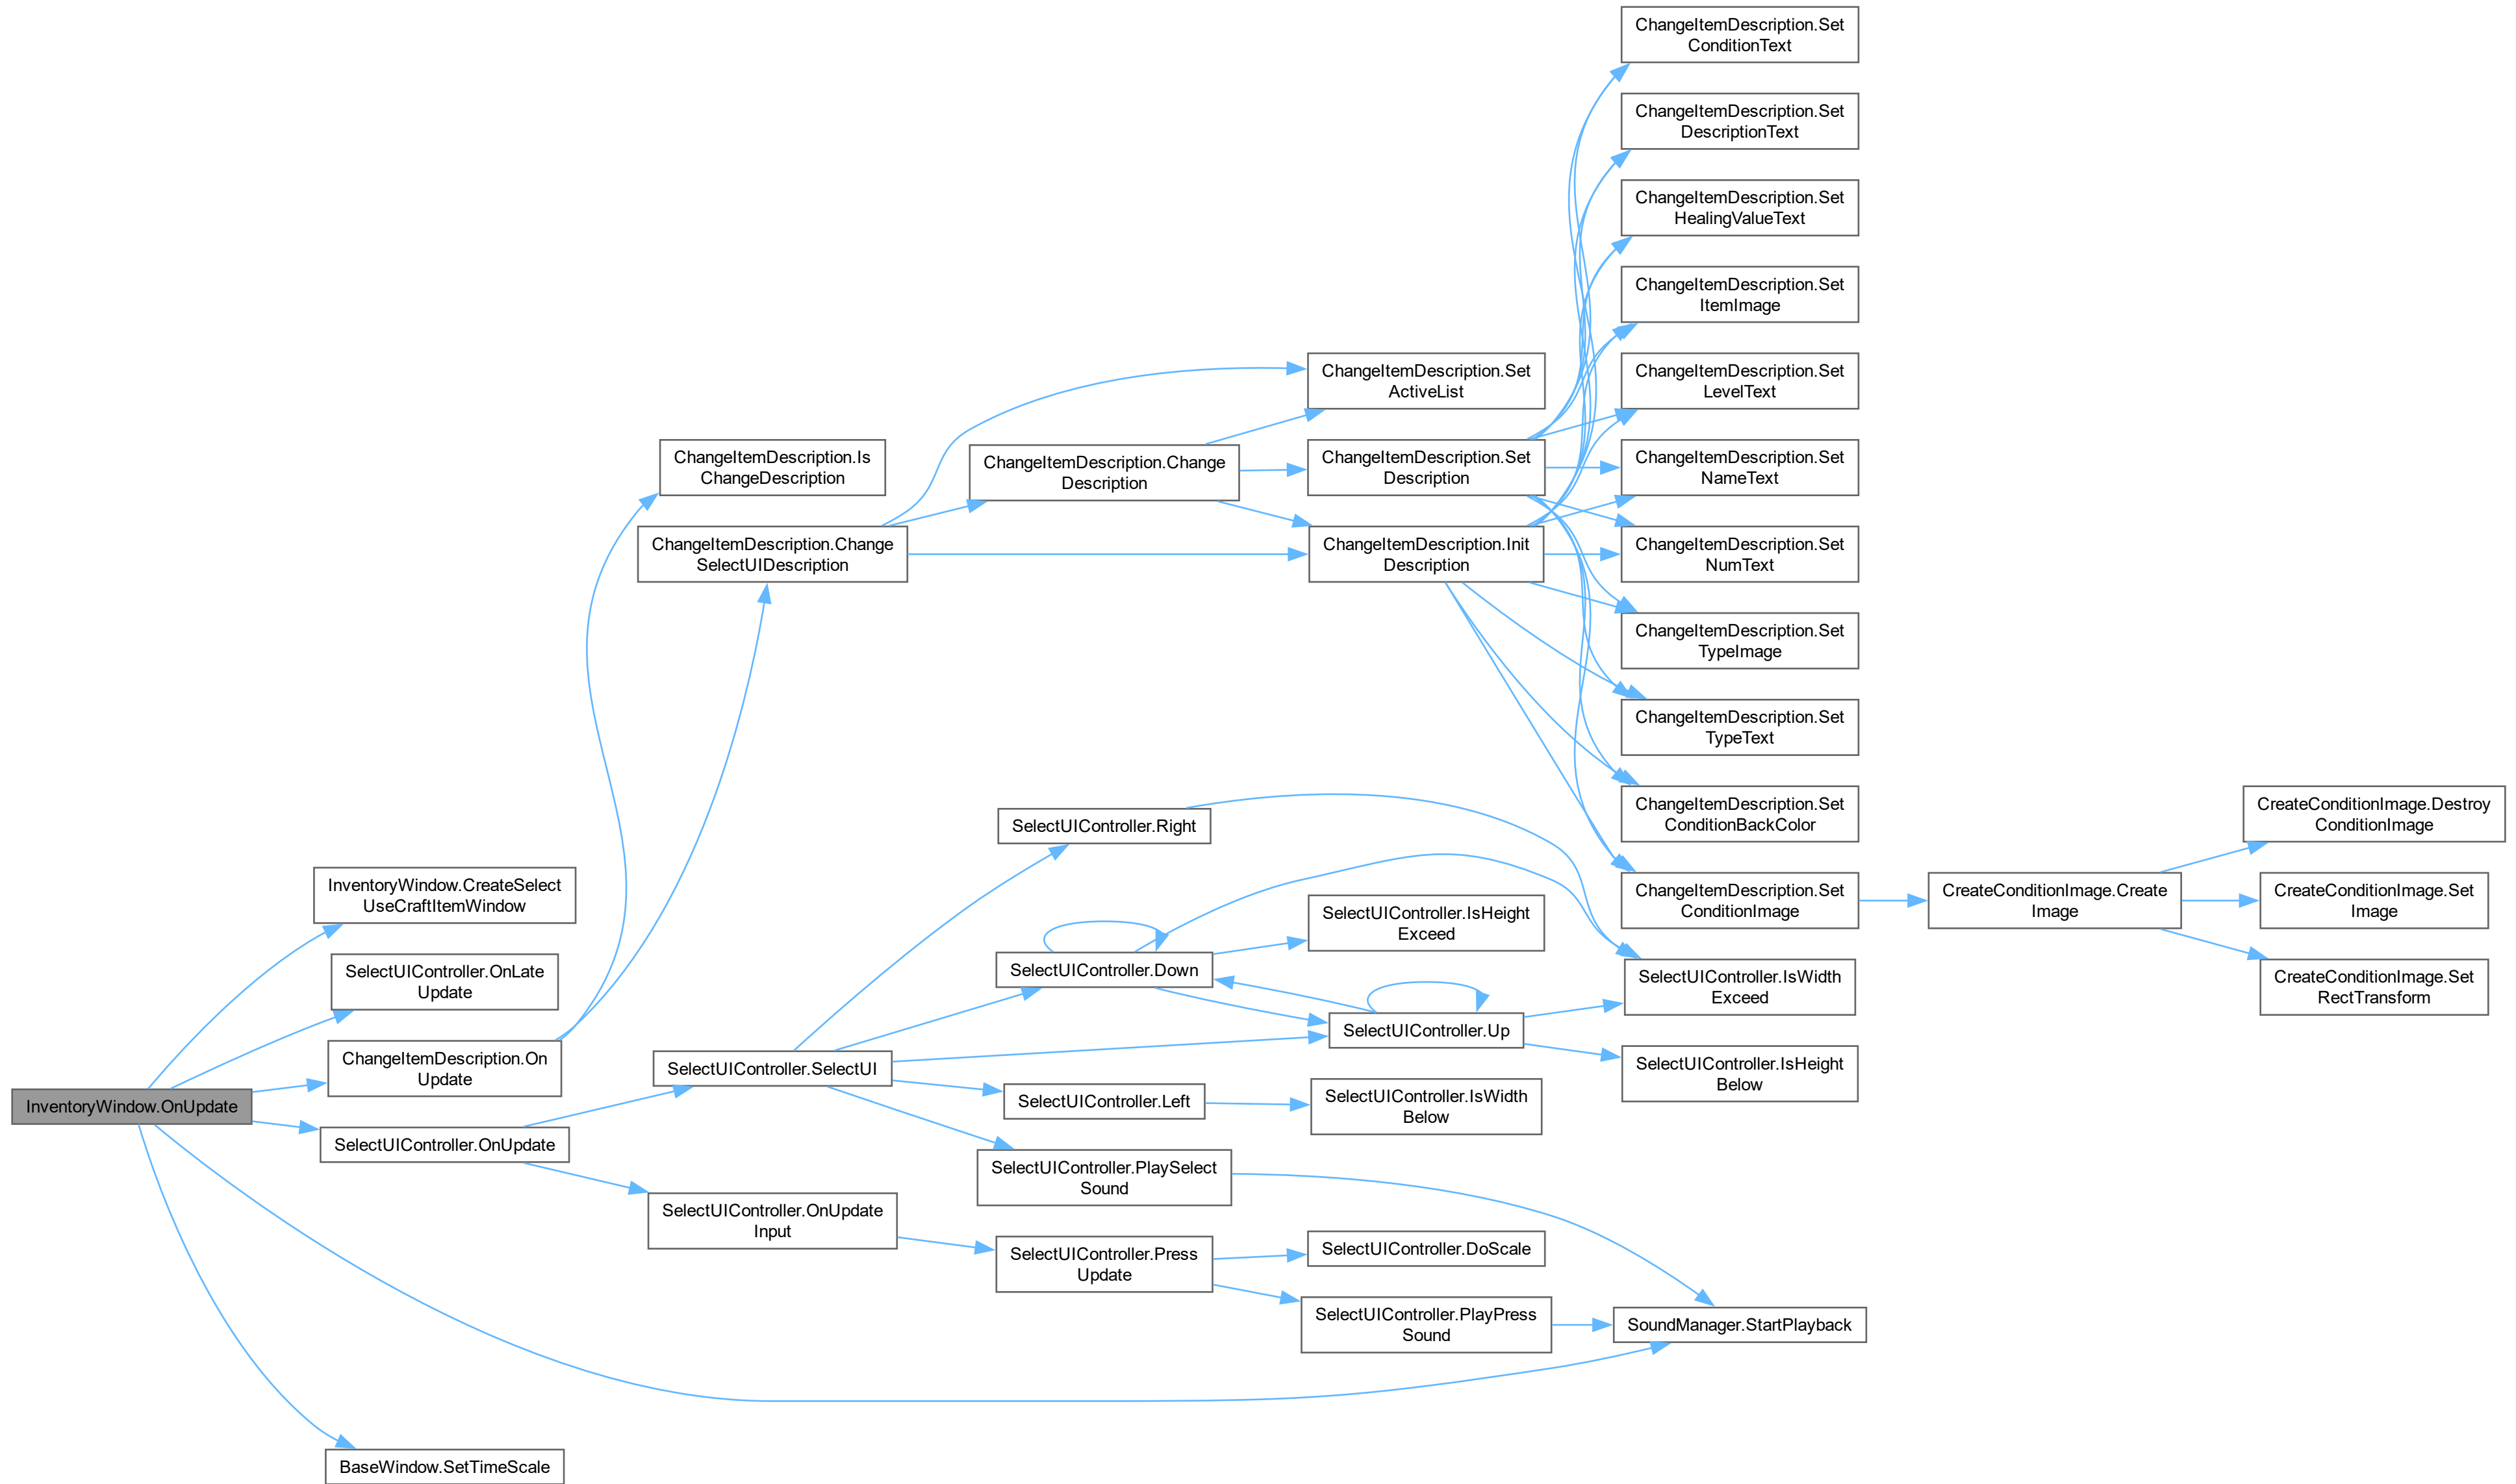 ChangeItemDescription.Set
ConditionText
ChangeItemDescription.Set
DescriptionText
ChangeItemDescription.Set
HealingValueText
ChangeItemDescription.Set
ItemImage
ChangeItemDescription.Set
ActiveList
ChangeItemDescription.Set
LevelText
ChangeItemDescription.Is
ChangeDescription
ChangeItemDescription.Change
Description
ChangeItemDescription.Set
Description
ChangeItemDescription.Set
NameText
ChangeItemDescription.Change
SelectUIDescription
ChangeItemDescription.Init
Description
ChangeItemDescription.Set
NumText
ChangeItemDescription.Set
TypeImage
ChangeItemDescription.Set
TypeText
SelectUIController.Right
ChangeItemDescription.Set
ConditionBackColor
CreateConditionImage.Destroy
ConditionImage
InventoryWindow.CreateSelect
UseCraftItemWindow
SelectUIController.IsHeight
Exceed
ChangeItemDescription.Set
ConditionImage
CreateConditionImage.Create
Image
CreateConditionImage.Set
Image
SelectUIController.OnLate
Update
SelectUIController.Down
SelectUIController.IsWidth
Exceed
CreateConditionImage.Set
RectTransform
SelectUIController.Up
ChangeItemDescription.On
Update
SelectUIController.SelectUI
SelectUIController.IsHeight
Below
InventoryWindow.OnUpdate
SelectUIController.Left
SelectUIController.IsWidth
Below
SelectUIController.OnUpdate
SelectUIController.PlaySelect
Sound
SelectUIController.OnUpdate
Input
SelectUIController.Press
Update
SelectUIController.DoScale
SelectUIController.PlayPress
Sound
SoundManager.StartPlayback
BaseWindow.SetTimeScale